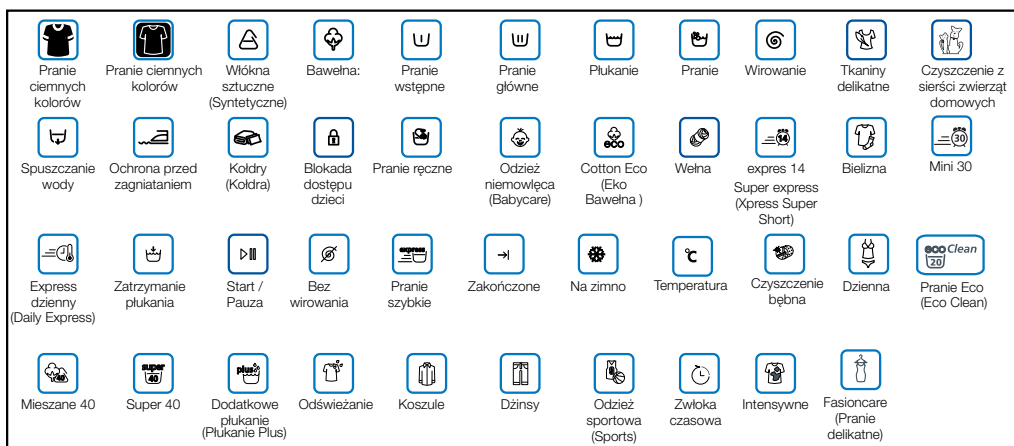 Pranie
ciemnych
kolorów
Pranie ciemnych
kolorów
Włókna
sztuczne
(Syntetyczne)
Bawełna:
Pranie
wstępne
Pranie
główne
Płukanie
Pranie
Wirowanie
Tkaniny
delikatne
Czyszczenie z
sierści zwierząt
domowych
Spuszczanie
wody
Ochrona przed
zagniataniem
Kołdry
(Kołdra)
Blokada
dostępu
dzieci
Pranie ręczne
Odzież
niemowlęca
(Babycare)
eco
Cotton Eco
(Eko
Bawełna )
Wełna
14
expres 14
Super express
(Xpress Super
Short)
Bielizna
30
Mini 30
Express
dzienny
(Daily Express)
Zatrzymanie
płukania
Start /
Pauza
Bez
wirowania
express
Pranie
szybkie
Zakończone
Na zimno
°C
Temperatura
Czyszczenie
bębna
Dzienna
eco Clean
20
Pranie Eco
(Eco Clean)
40
Mieszane 40
super
40
Super 40
plus
Dodatkowe
płukanie
(Płukanie Plus)
Odświeżanie
Koszule
Dżinsy
Odzież
sportowa
(Sports)
Zwłoka
czasowa
Intensywne
Fasioncare
(Pranie
delikatne)